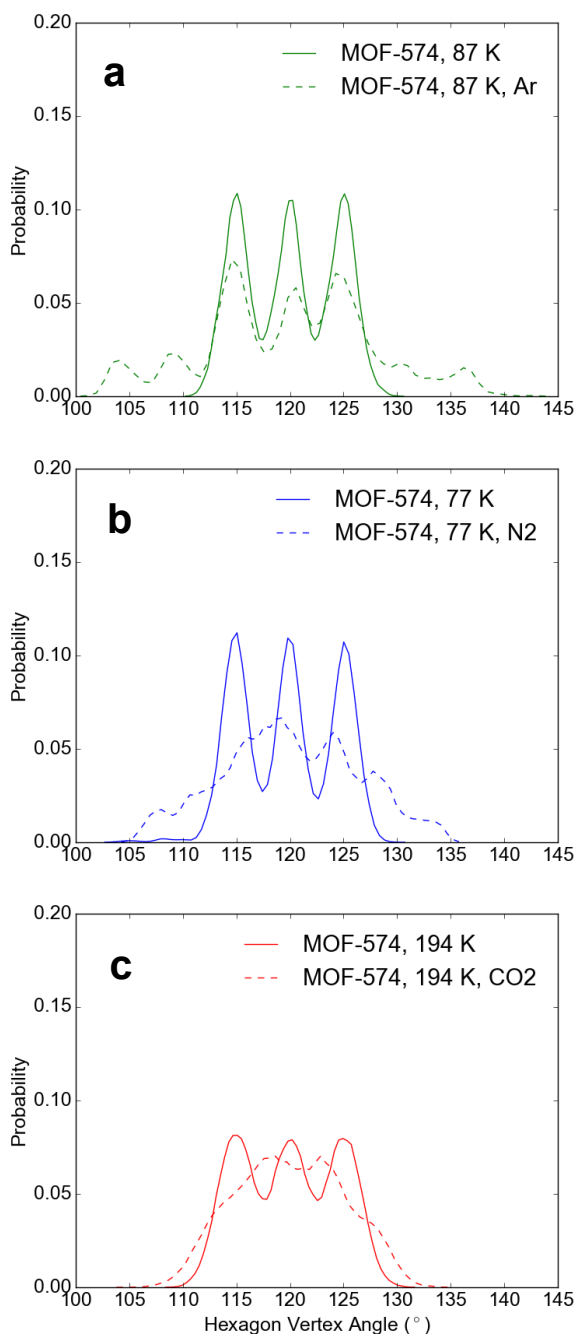 0.20
a
MOF-574, 87 K
MOF-574, 87 K, Ar
0.15
Probability
0.10
0.05
0.00
100 105 110 115 120 125 130 135 140 145
0.20
b
MOF-574, 77 K
MOF-574, 77 K, N2
0.15
Probability
0.10
0.05
0.00
100 105 110 115 120 125 130 135 140 145
0.20
c
MOF-574, 194 K
MOF-574, 194 K, CO2
0.15
Probability
0.10
0.05
0.00
100 105 110 115 120 125 130 135 140 145
Hexagon Vertex Angle (°)